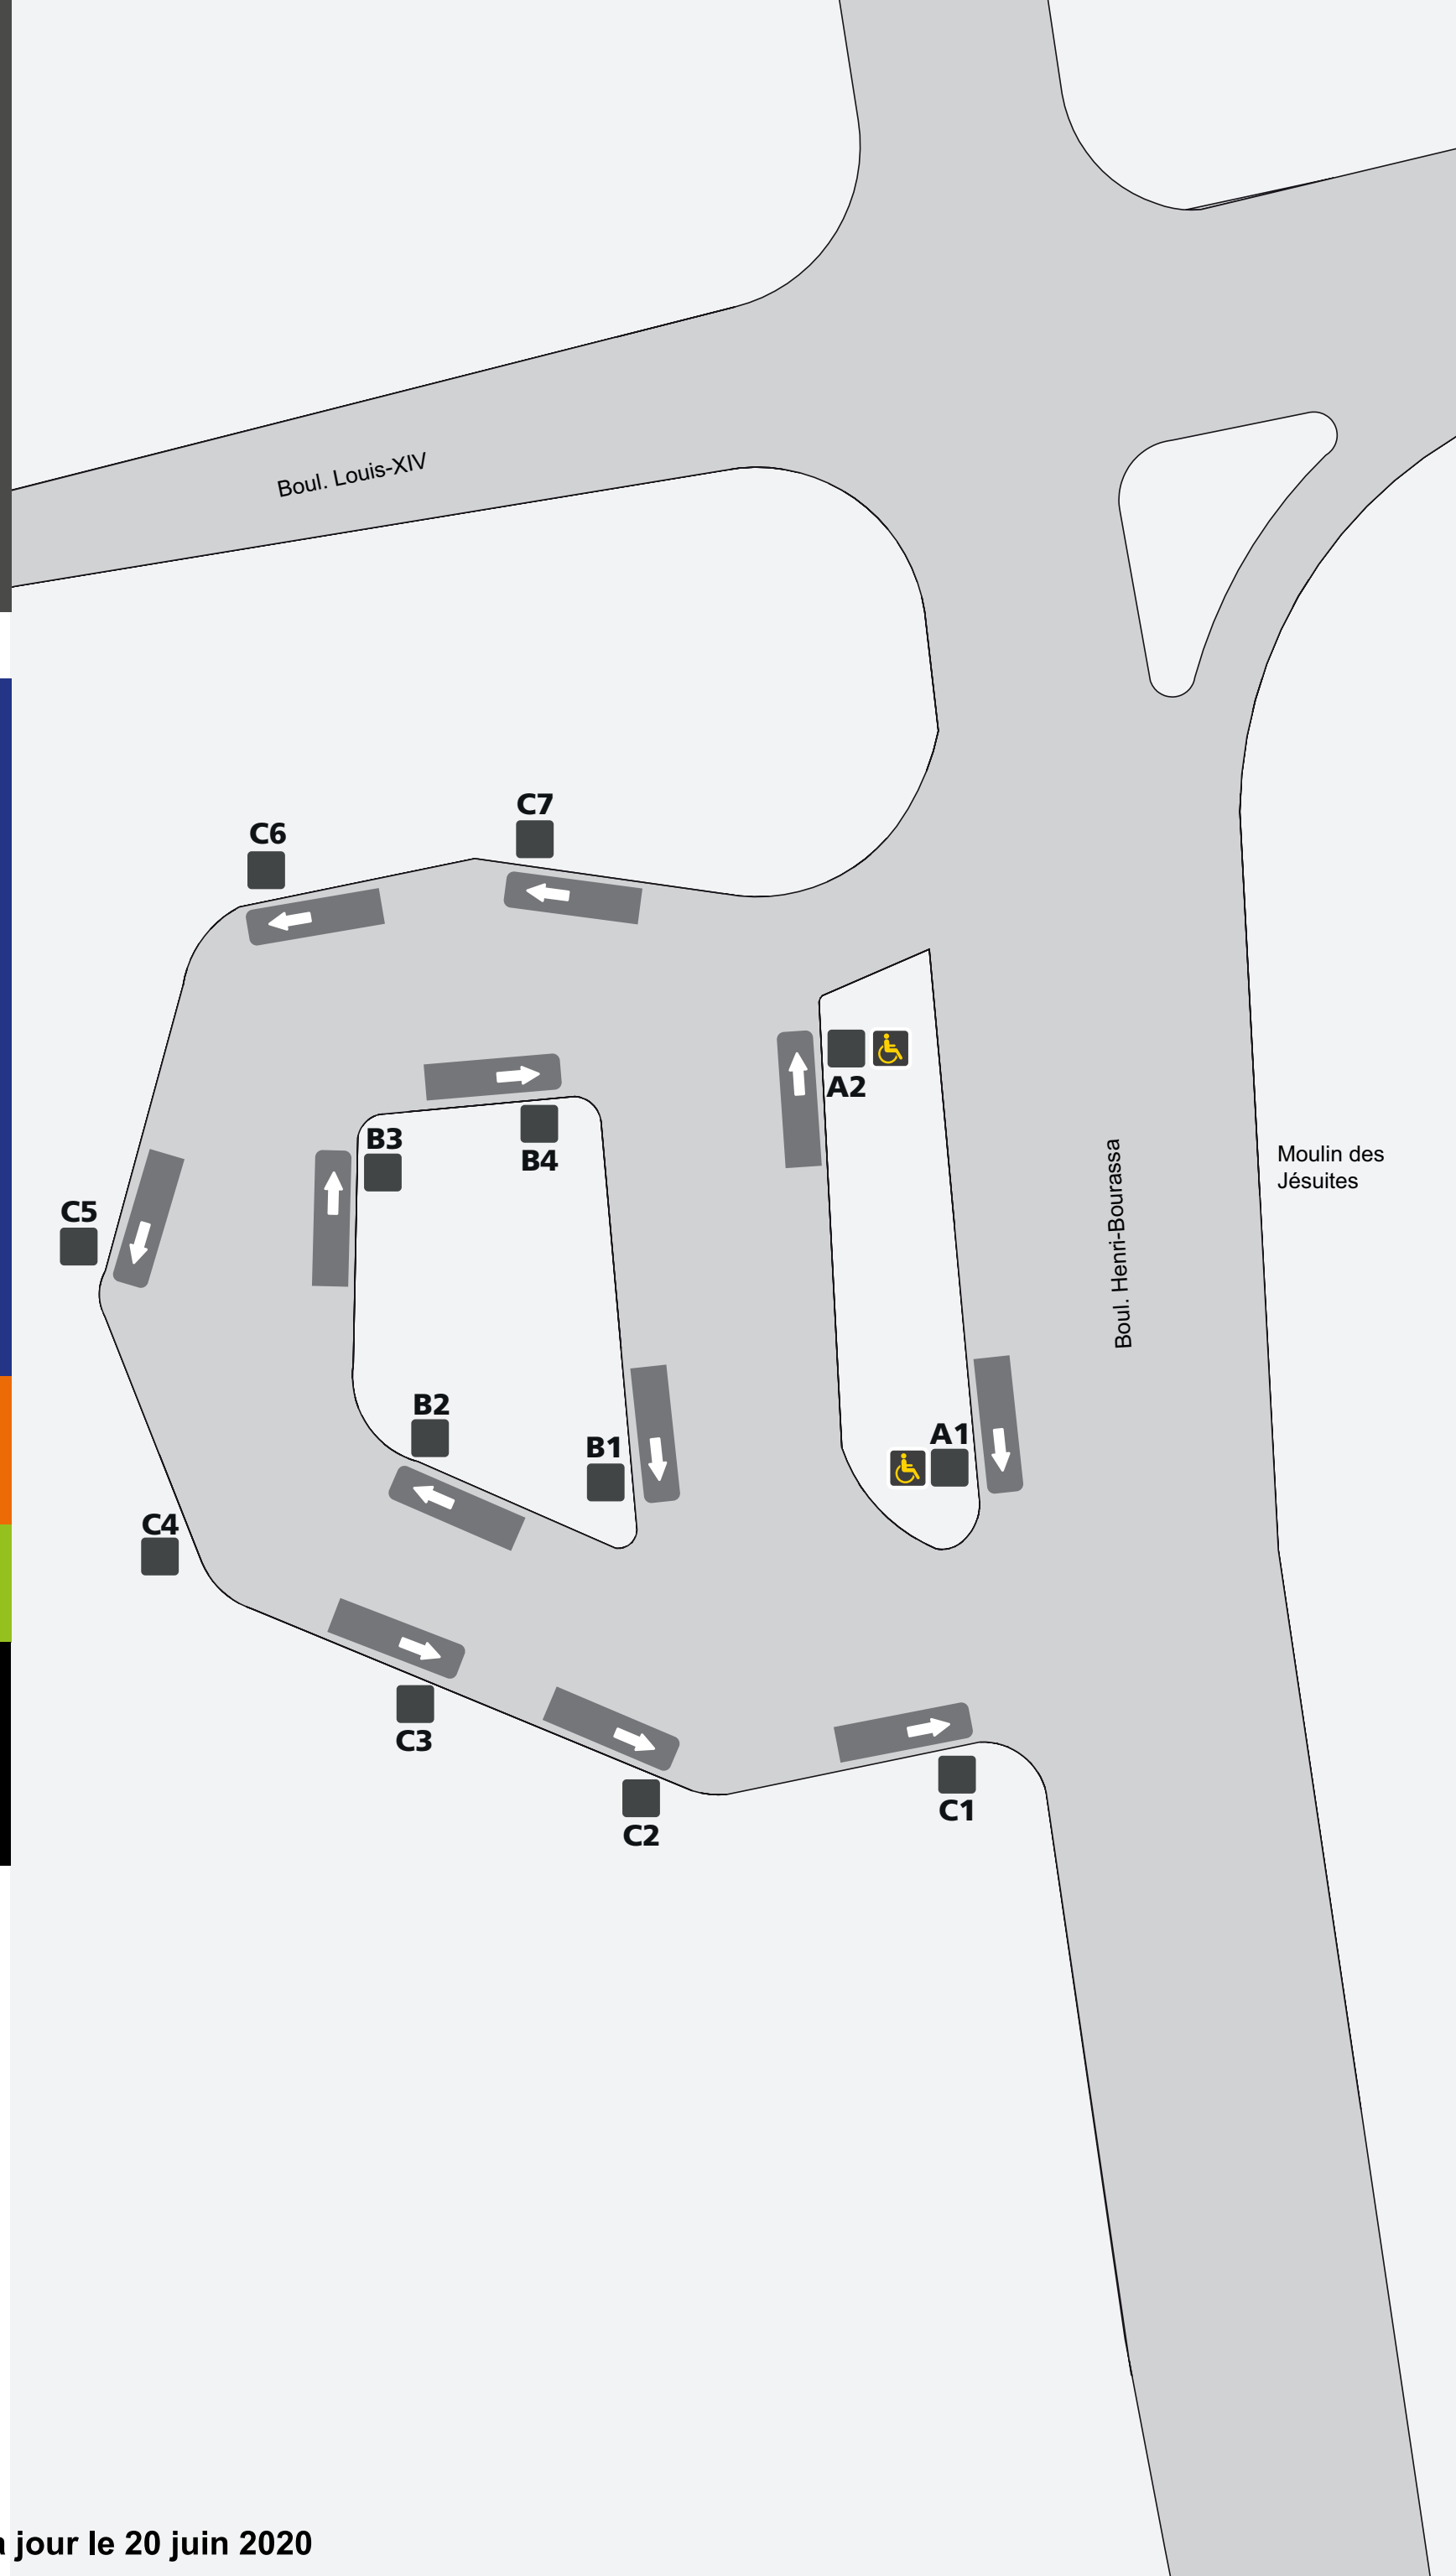 Boul. Louis-XIV
C7
C6
A2
B3
B4
Boul. Henri-Bourassa
Moulin des
Jésuites
C5
B2
A1
B1
C4
C3
C1
C2
jour le 20 juin 2020